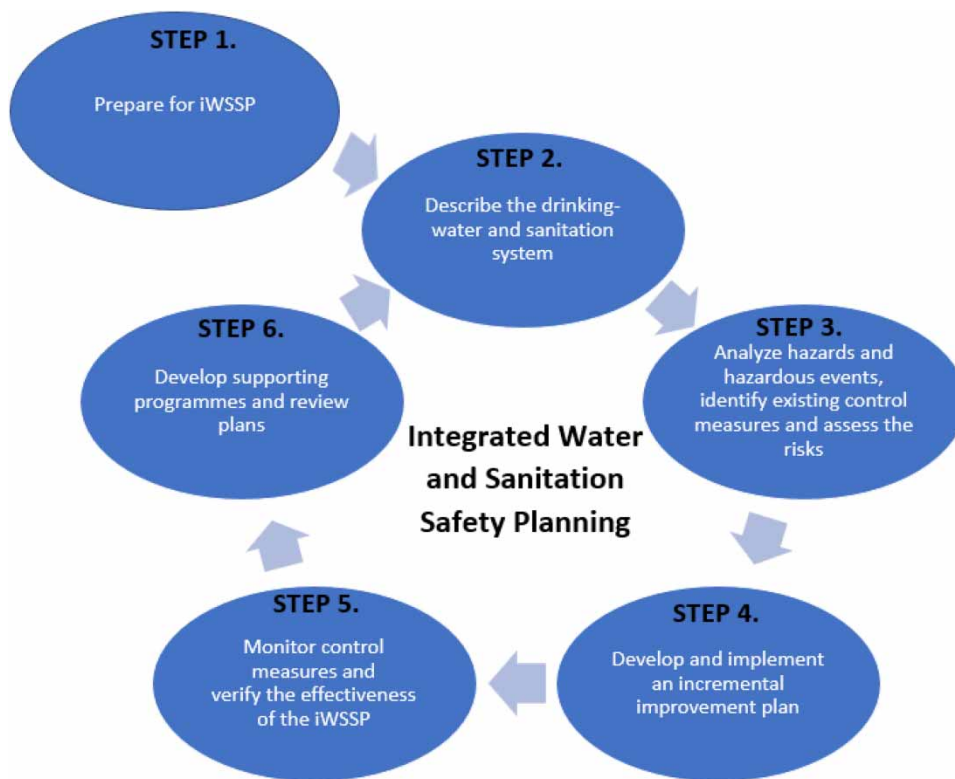 STEP 1.
Prepare for iWSSP
STEP 2.
Describe the drinking-
water and sanitation
system
STEP 3.
Analyze hazards and
hazardous events,
identify existing control
measures and assess the
risks
STEP 4.
Develop and implement
an incremental
improvement plan
STEP 5.
Monitor control
measures and
verify the effectiveness
of the iWSSP
STEP 6.
Develop supporting
programmes and review
plans
Integrated Water
and Sanitation
Safety Planning